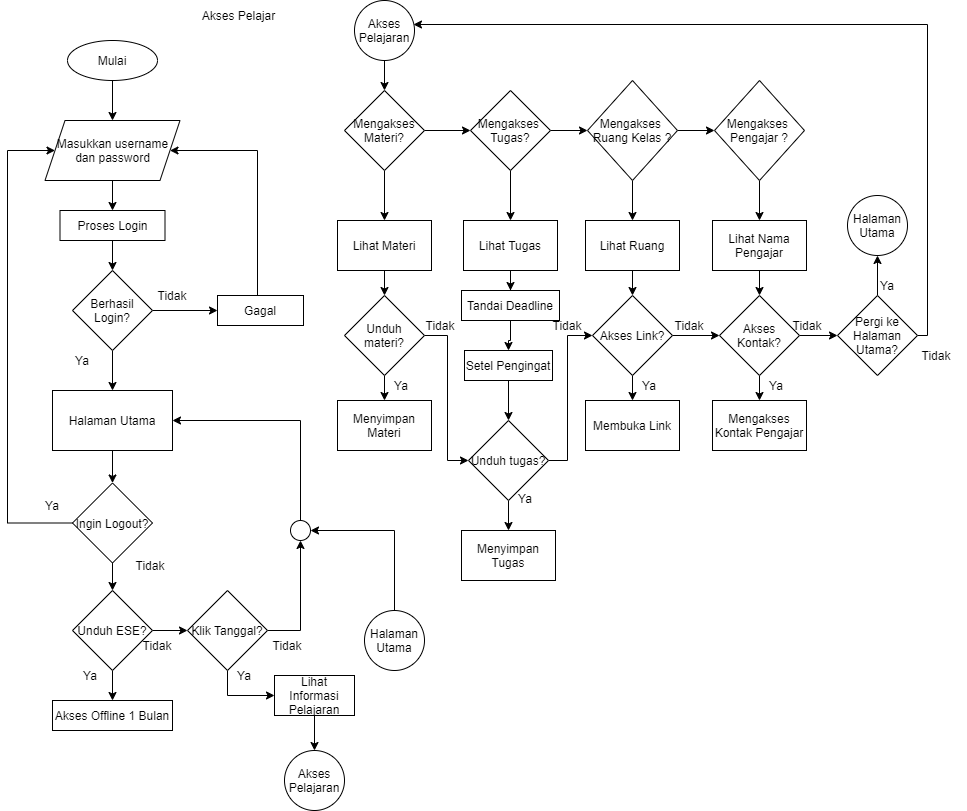 Akses Pelajar
Mulai
Masukkan username
dan password
Proses Login
Berhasil
Login?
Tidak
Gagal
Ya
Halaman Utama
Ya
Ingin Logout?
Tidak
Unduh ESE?
Tidak
Klik Tanggal?
Tidak
Ya
Akses Offline 1 Bulan
Ya
Lihat
Informasi
Pelajaran
Akses
Pelajaran
Halaman
Utama
Akses
Pelajaran
Mengakses
Materi?
Mengakses
Tugas?
Mengakses
Ruang Kelas ?
Mengakses
Pengajar ?
Lihat Materi
Lihat Tugas
Lihat Ruang
Lihat Nama
Pengajar
Halaman
Utama
Ya
Tandai Deadline
Unduh
materi?
Tidak
Tidak
Akses Link?
Tidak
Akses
Kontak?
Tidak
Pergi ke
Halaman
Utama?
Tidak
Setel Pengingat
Ya
Ya
Ya
Menyimpan
Materi
Membuka Link
Mengakses
Kontak Pengajar
Unduh tugas?
Ya
Menyimpan
Tugas